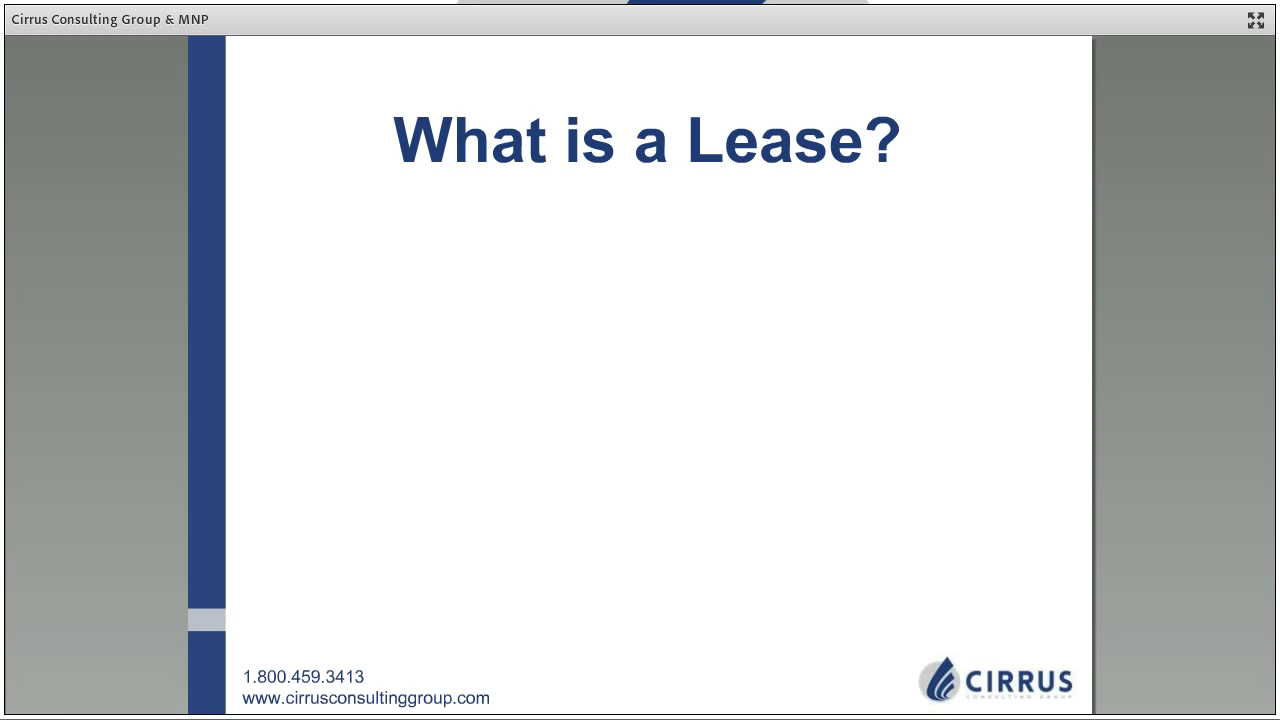 Cirrus Consulting Group & MNP
What is a Lease?
1.800.459.3413
www.cirrusconsultinggroup.com
CIRRUS
CONSULTING GROUP